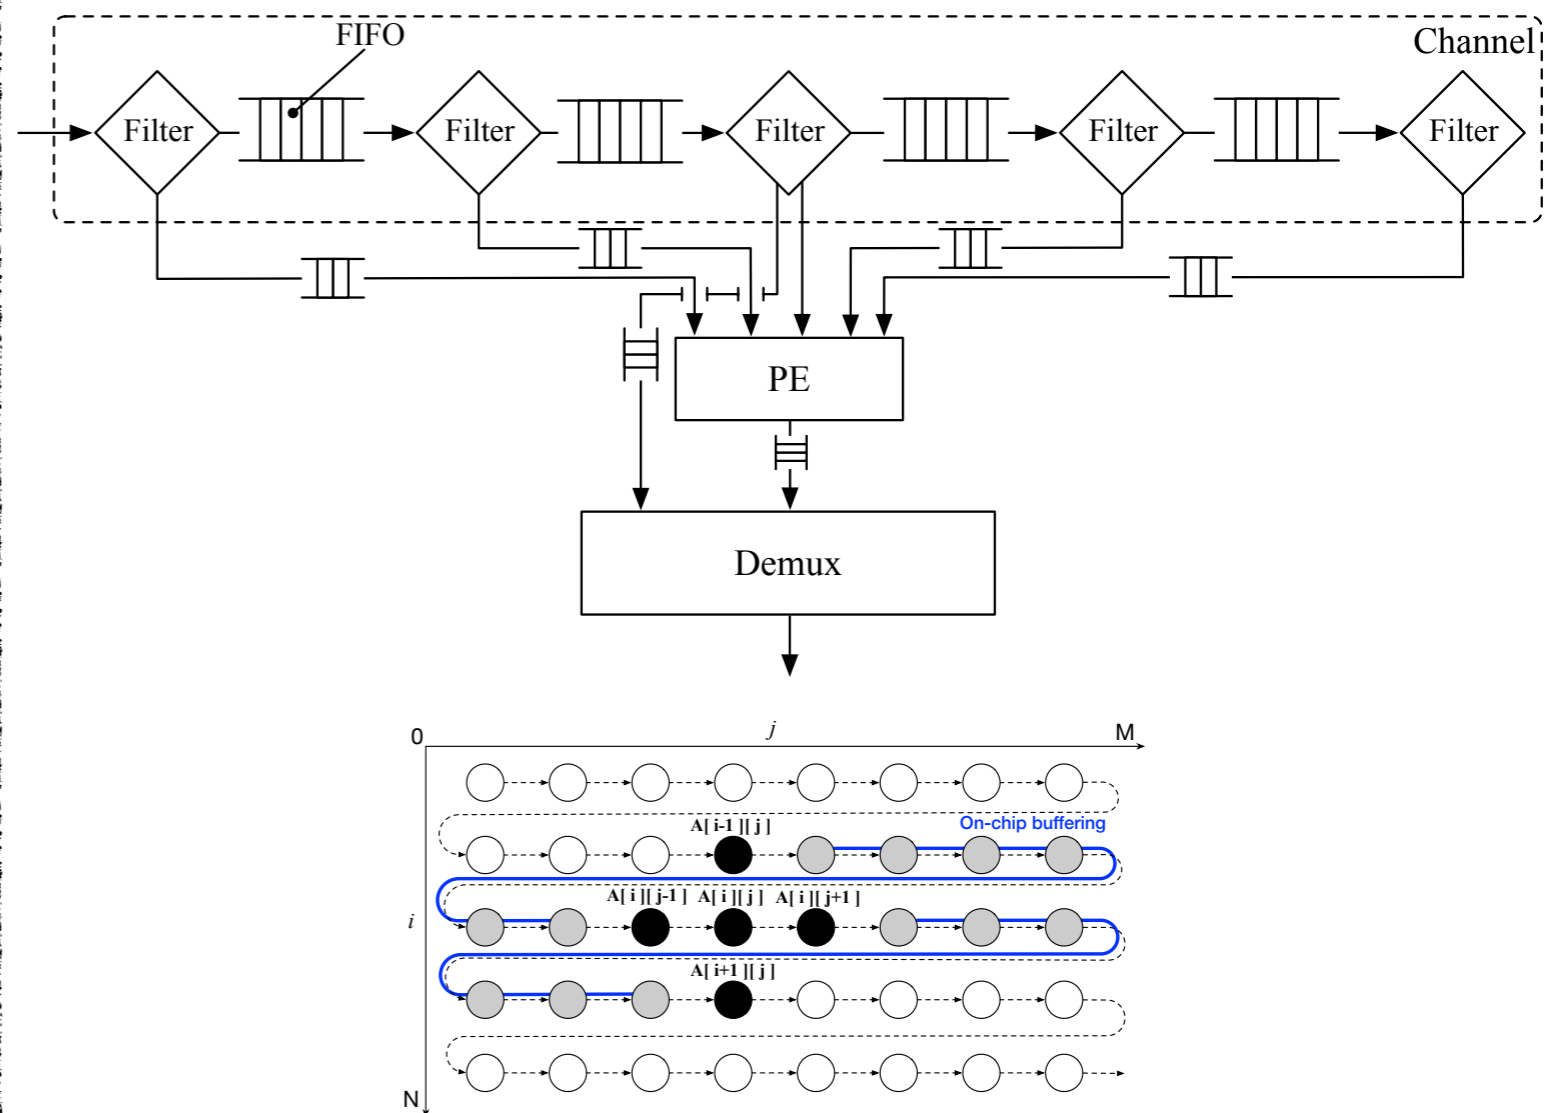 FIFO
Channel
Filter Filter Filter Filter Filter
PE
Demux
0 j M
On-chip buffering
A[ i-1 ][ j ]
A[ i ][ j-1 ] A[ i ][ j ] A[ i ][ j+1 ]
i
A[ i+1 ][ j ]
N